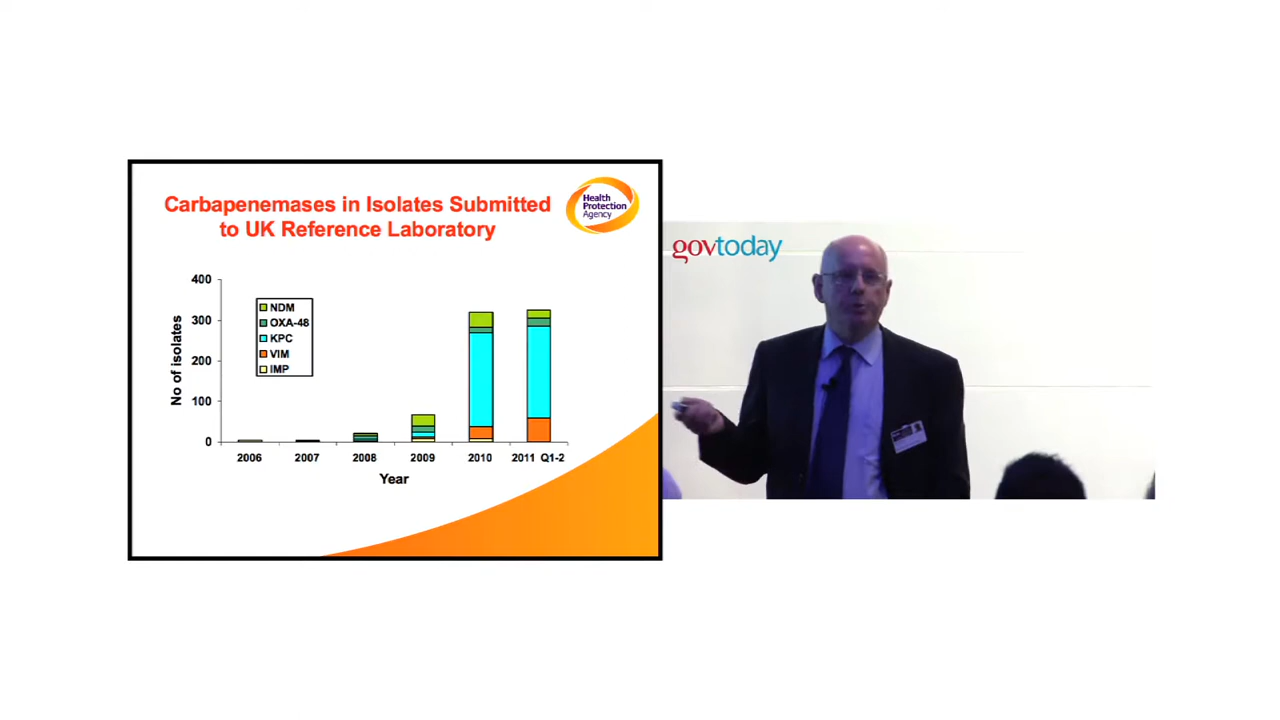 Carbapenemases in Isolates Submitted
to UK Reference Laboratory
Health
Protection
Agency
400
300
200
100
0
No of isolates
NDM
OXA-48
KPC
VIM
IMP
2006 2007 2008 2009 2010 2011 Q1-2
Year
govtoday